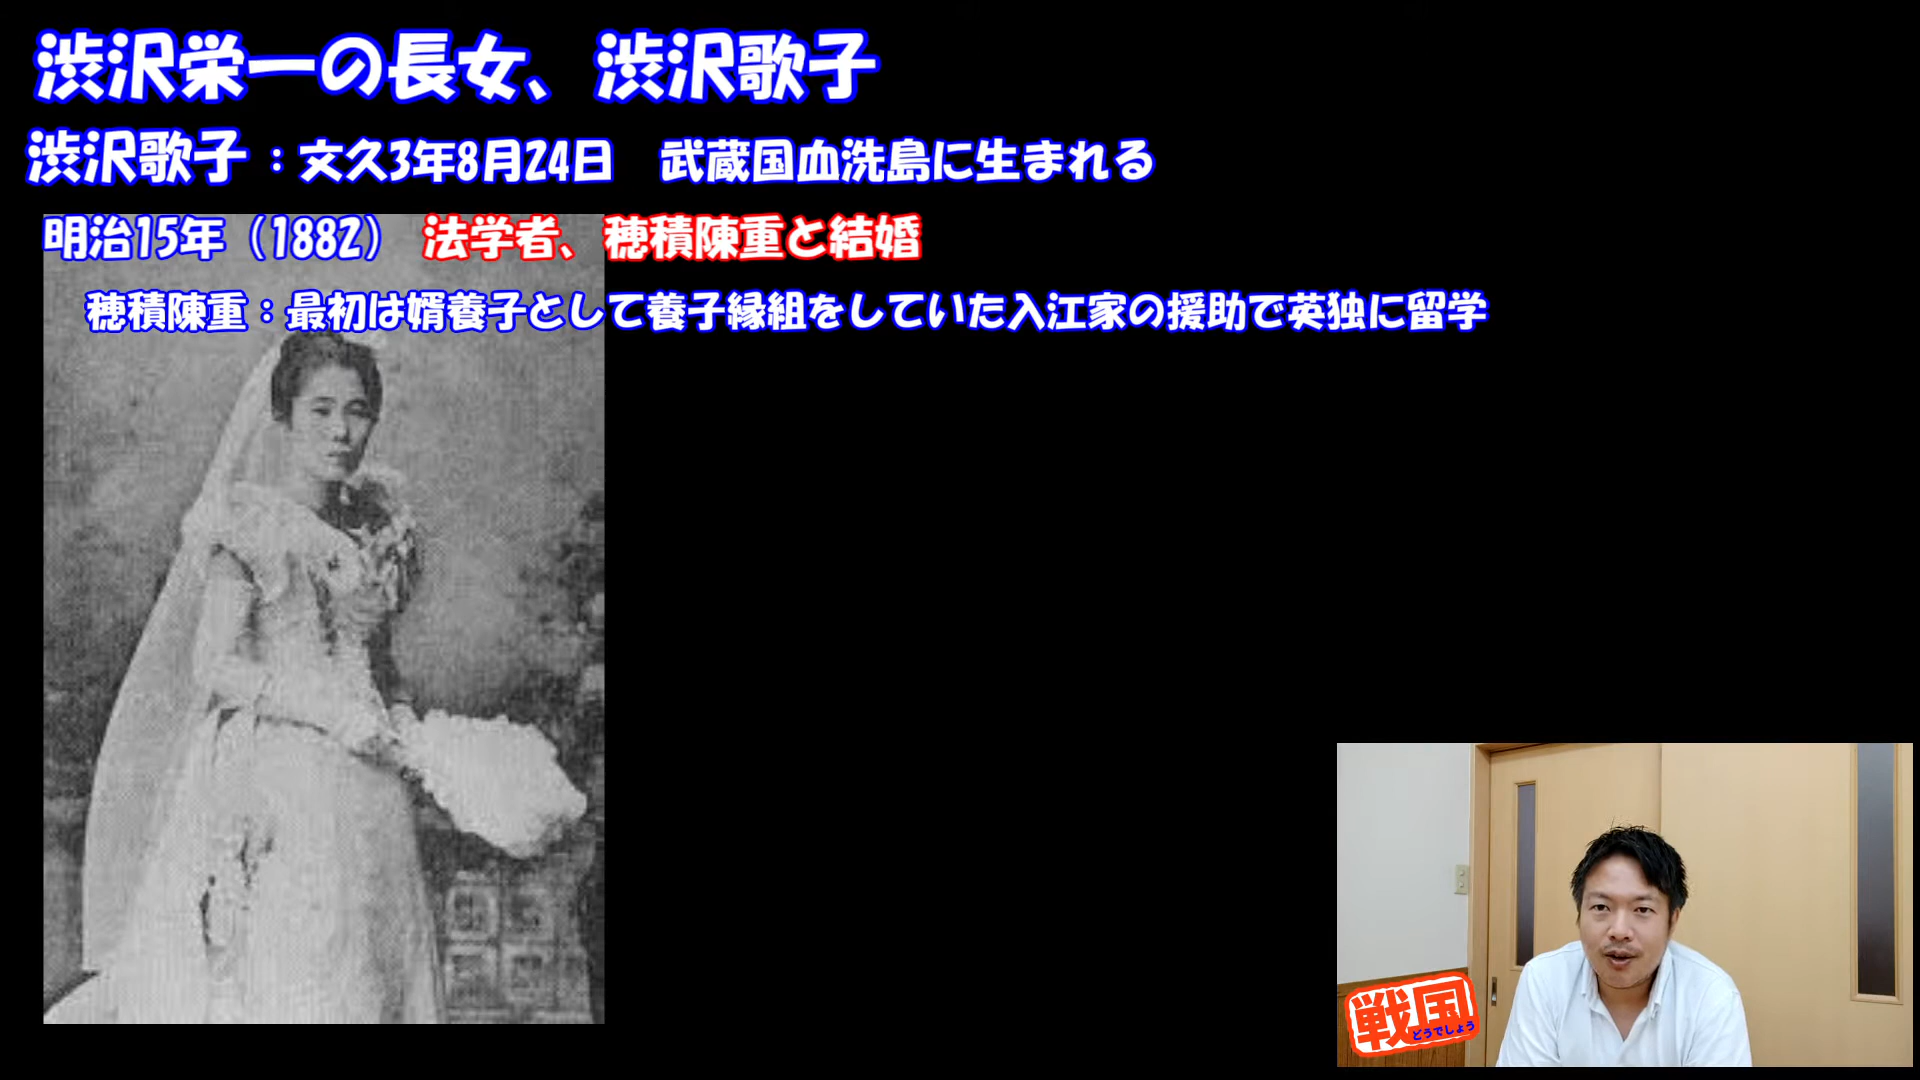 渋沢栄一の長女、渋沢歌子
渋沢歌子：文久3年8月24日　武蔵国血洗島に生まれる
明治15年（1882）　法学者、穂積陳重と結婚
穂積陳重：最初は婿養子として養子縁組をしていた入江家の援助で英独に留学
戦国
どうでしょう